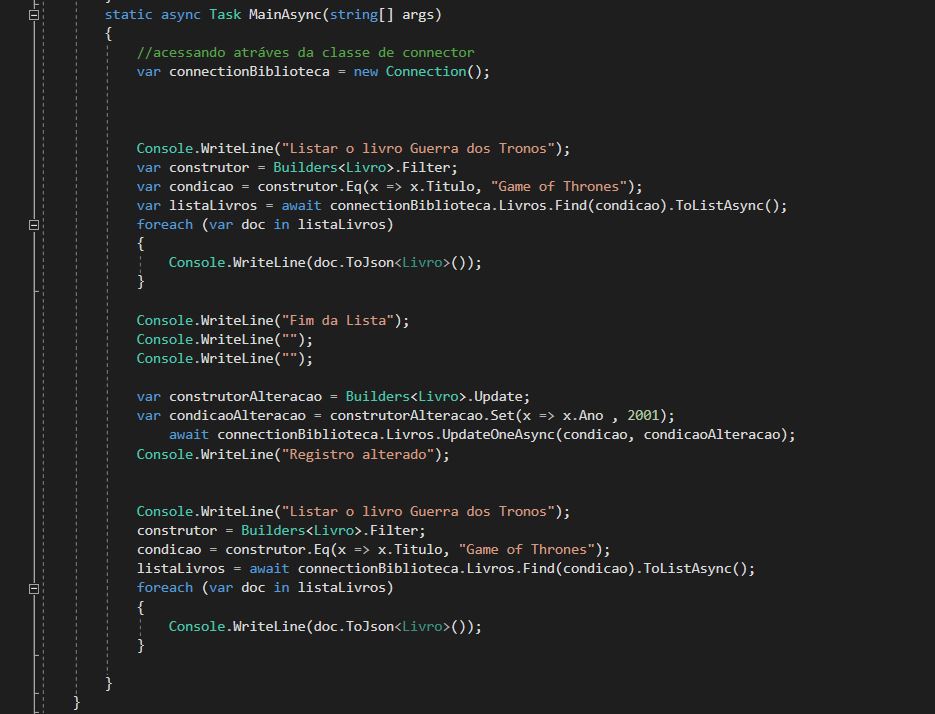 static async Task MainAsync(string[] args)
{
//acessando atráves da classe de connector
var connectionBiblioteca = new Connection();
Console.WriteLine("Listar o livro Guerra dos Tronos");
var construtor = Builders<Livro>.Filter;
var condicao = construtor.Eq(x => x.Titulo, "Game of Thrones");
var listaLivros = await connectionBiblioteca.Livros.Find(condicao).ToListAsync();
foreach (var doc in listaLivros)
{
Console.WriteLine(doc.ToJson<Livro>());
}
Console.WriteLine("Fim da Lista");
Console.WriteLine("");
Console.WriteLine("");
var construtorAlteracao = Builders<Livro>.Update;
var condicaoAlteracao = construtorAlteracao.Set(x => x.Ano , 2001);
await connectionBiblioteca.Livros.UpdateOneAsync(condicao, condicaoAlteracao);
Console.WriteLine("Registro alterado");
Console.WriteLine("Listar o livro Guerra dos Tronos");
construtor = Builders<Livro>.Filter;
condicao = construtor.Eq(x => x.Titulo, "Game of Thrones");
listaLivros = await connectionBiblioteca.Livros.Find(condicao).ToListAsync();
foreach (var doc in listaLivros)
{
Console.WriteLine(doc.ToJson<Livro>());
}
}
}